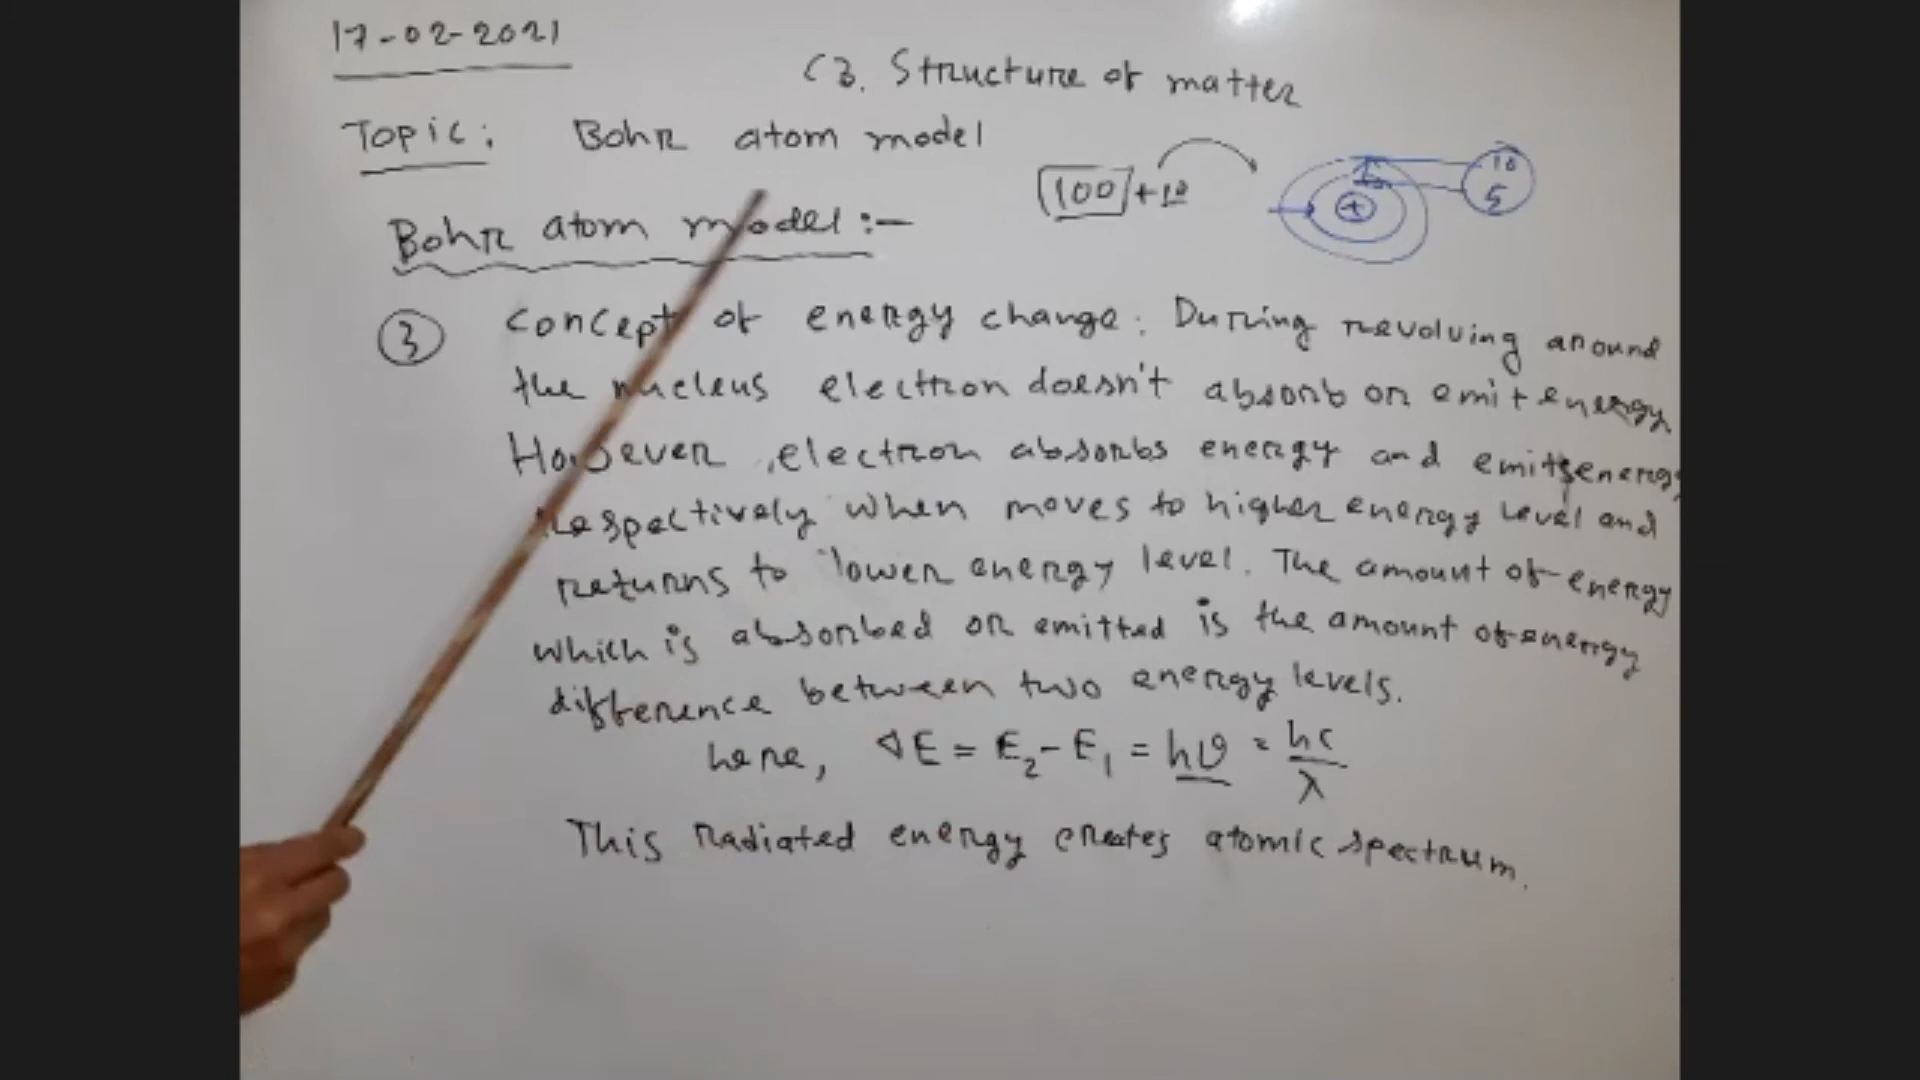 17-02-2021
C3. Structure of matter
Topic: Bohr atom model
100 + 10
10
5
+
Bohr atom model :-
3 Concept of energy change: During revolving around
the nucleus electron doesn't absorb or emit energy.
However, electron absorbs energy and emits energy
respectively when moves to higher energy level and
returns to lower energy level. The amount of energy
which is absorbed or emitted is the amount of energy
difference between two energy levels.
here, ΔE = E₂ - E₁ = hυ = hc/λ
This radiated energy creates atomic spectrum.